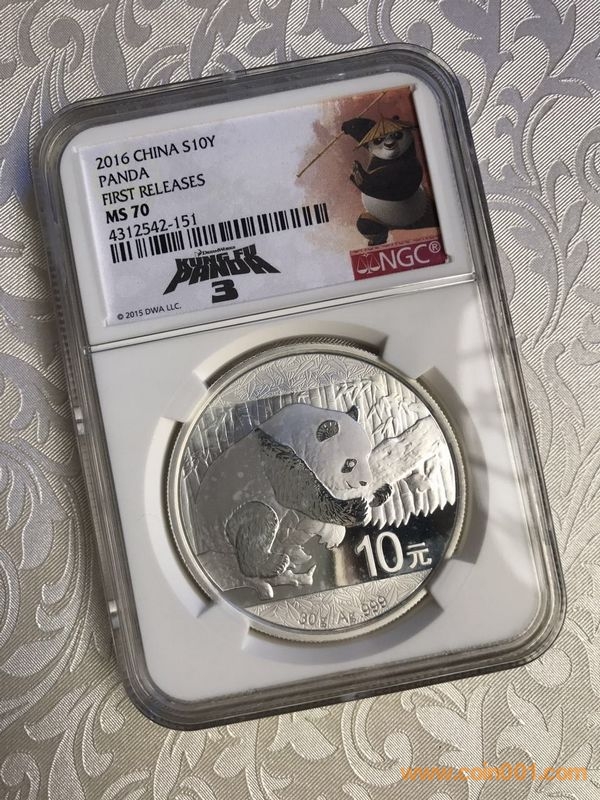 2016 CHINA S10Y
PANDA
FIRST RELEASES
MS 70
4312542-151
DREAMWORKS
KUNG FU
PANDA
3
© 2015 DWA LLC.
NGC®
10元
30g Ag.999
www.coin001.com